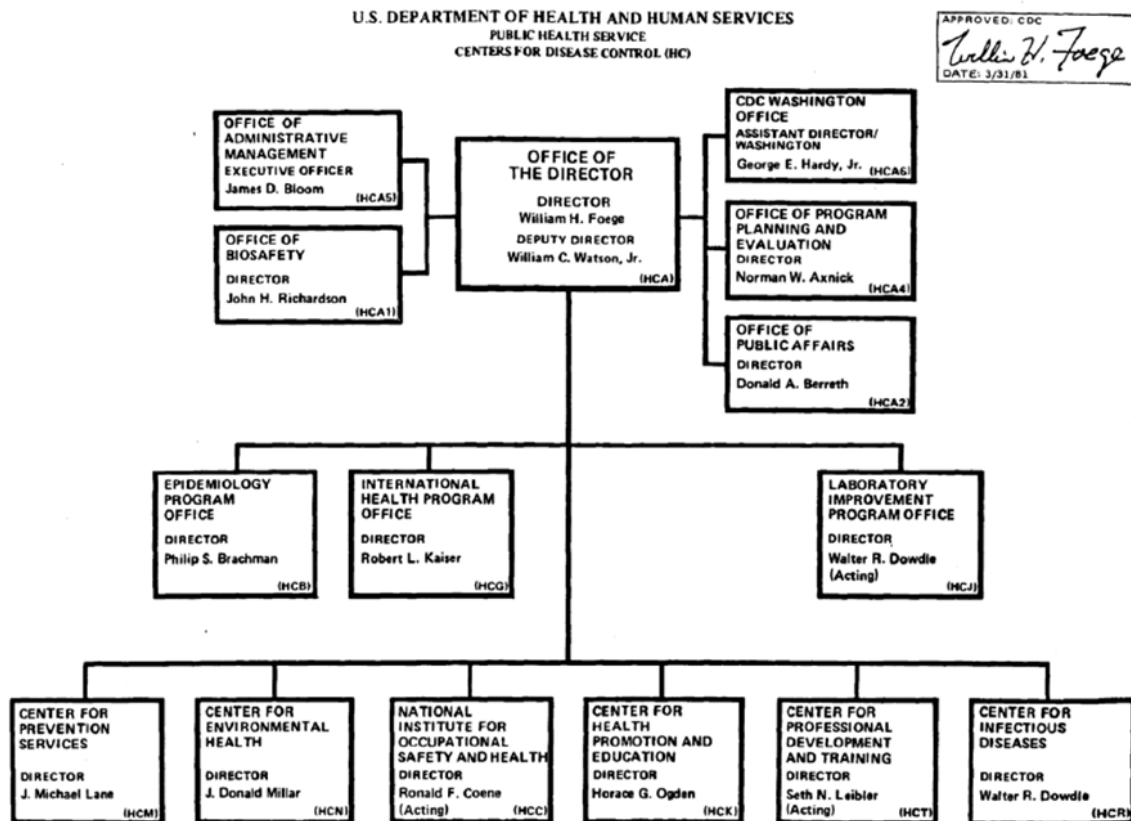 U.S. DEPARTMENT OF HEALTH AND HUMAN SERVICES
PUBLIC HEALTH SERVICE
CENTERS FOR DISEASE CONTROL (HC)
APPROVED: CDC
William H. Foege
DATE: 3/31/81
OFFICE OF
ADMINISTRATIVE
MANAGEMENT
EXECUTIVE OFFICER
James D. Bloom
(HCA5)
OFFICE OF
BIOSAFETY
DIRECTOR
John H. Richardson
(HCA1)
OFFICE OF
THE DIRECTOR
DIRECTOR
William H. Foege
DEPUTY DIRECTOR
William C. Watson, Jr.
(HCA)
CDC WASHINGTON
OFFICE
ASSISTANT DIRECTOR/
WASHINGTON
George E. Hardy, Jr.
(HCA6)
OFFICE OF PROGRAM
PLANNING AND
EVALUATION
DIRECTOR
Norman W. Axnick
(HCA4)
OFFICE OF
PUBLIC AFFAIRS
DIRECTOR
Donald A. Berreth
(HCA2)
EPIDEMIOLOGY
PROGRAM
OFFICE
DIRECTOR
Philip S. Brachman
(HCB)
INTERNATIONAL
HEALTH PROGRAM
OFFICE
DIRECTOR
Robert L. Kaiser
(HCG)
LABORATORY
IMPROVEMENT
PROGRAM OFFICE
DIRECTOR
Walter R. Dowdle
(Acting)
(HCJ)
CENTER FOR
PREVENTION
SERVICES
DIRECTOR
J. Michael Lane
(HCM)
CENTER FOR
ENVIRONMENTAL
HEALTH
DIRECTOR
J. Donald Millar
(HCN)
NATIONAL
INSTITUTE FOR
OCCUPATIONAL
SAFETY AND HEALTH
DIRECTOR
Ronald F. Coene
(Acting)
(HCC)
CENTER FOR
HEALTH
PROMOTION AND
EDUCATION
DIRECTOR
Horace G. Ogden
(HCK)
CENTER FOR
PROFESSIONAL
DEVELOPMENT
AND TRAINING
DIRECTOR
Seth N. Leibler
(Acting)
(HCT)
CENTER FOR
INFECTIOUS
DISEASES
DIRECTOR
Walter R. Dowdle
(HCR)